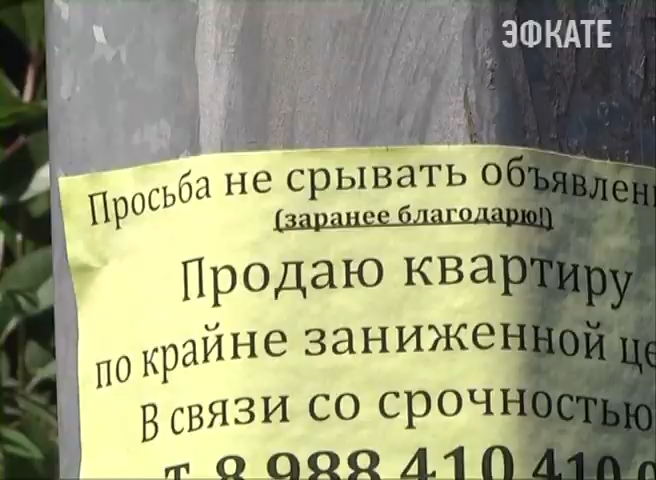 ЭФКАТЕ
Просьба не срывать объявлен
(заранее благодарю!)
Продаю квартиру
по крайне заниженной це
В связи со срочностью
т. 8 988 410 410